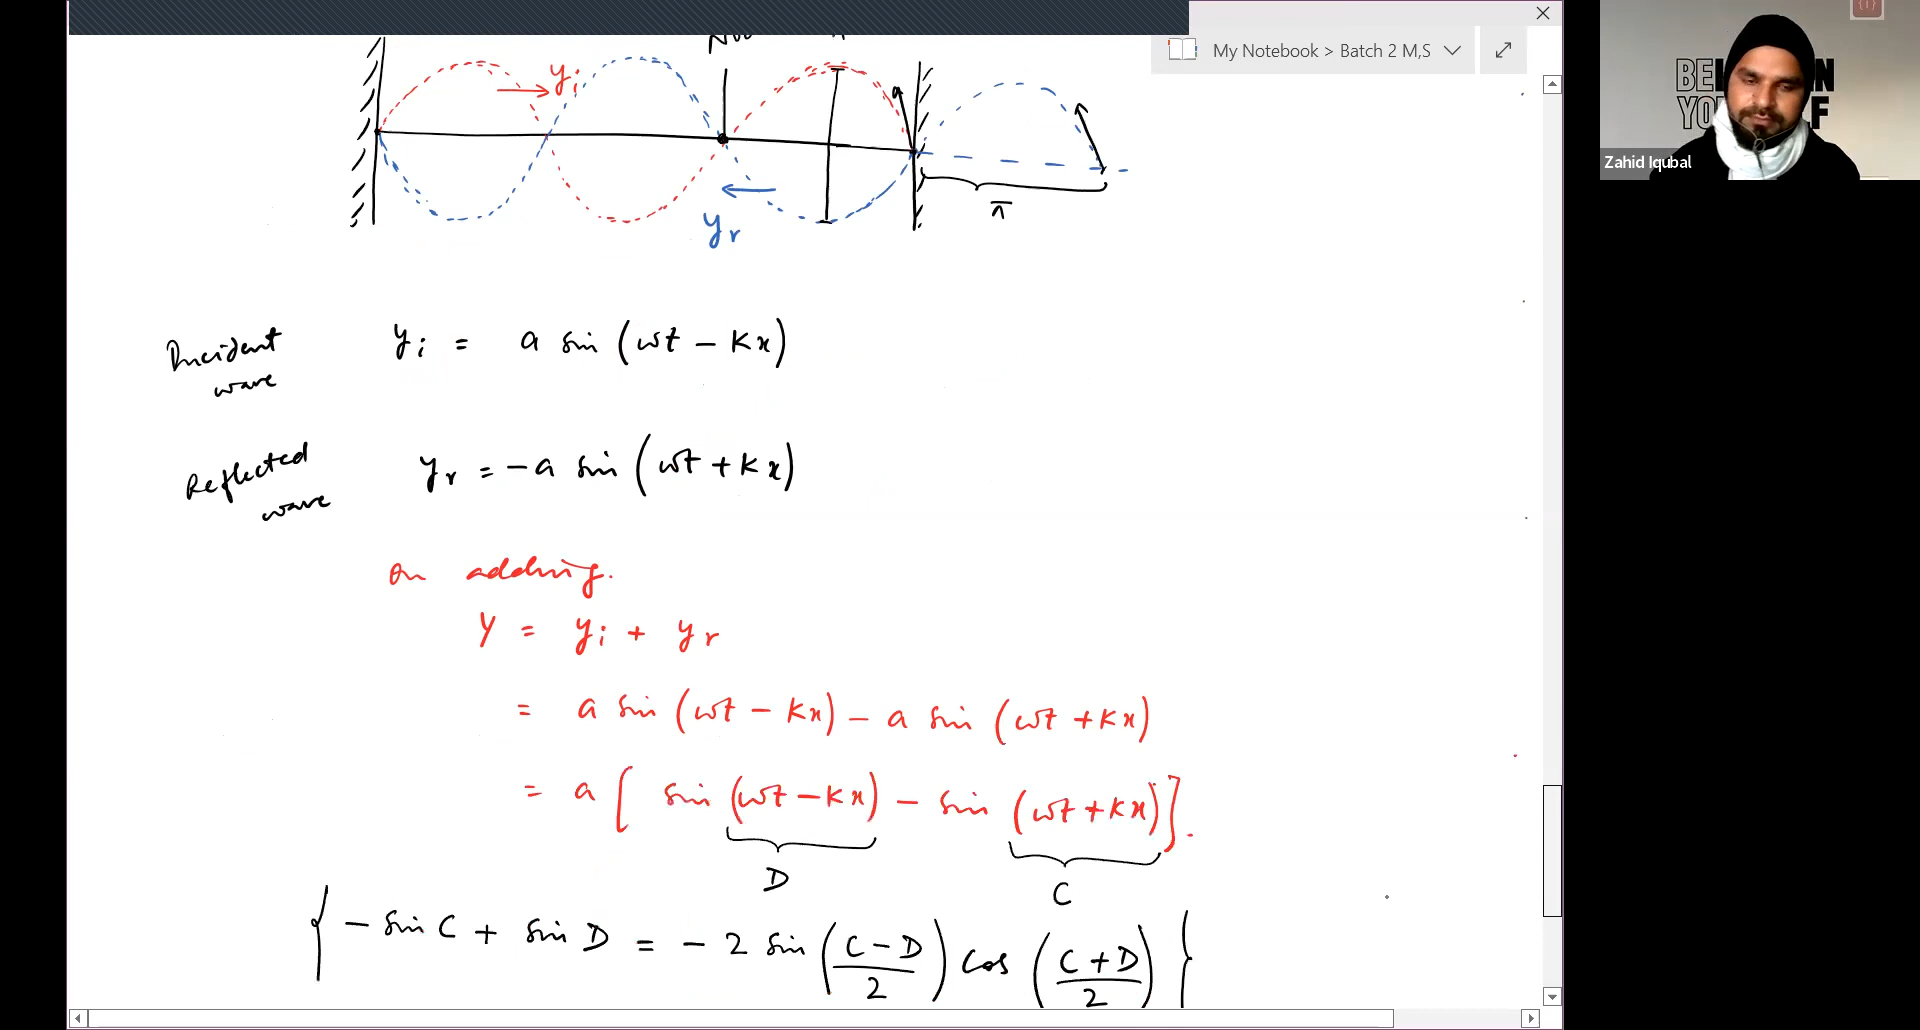 My Notebook > Batch 2 M,S
Zahid Iqubal
yi
yr
π
Incident wave yi = a sin (ωt − Kx)
Reflected wave yr = −a sin (ωt + Kx)
On adding.
Y = yi + yr
= a sin (ωt − Kx) − a sin (ωt + Kx)
= a [ sin (ωt − Kx) − sin (ωt + Kx) ].
D
C
{ − sin C + sin D = − 2 sin ( C − D / 2 ) cos ( C + D / 2 ) }